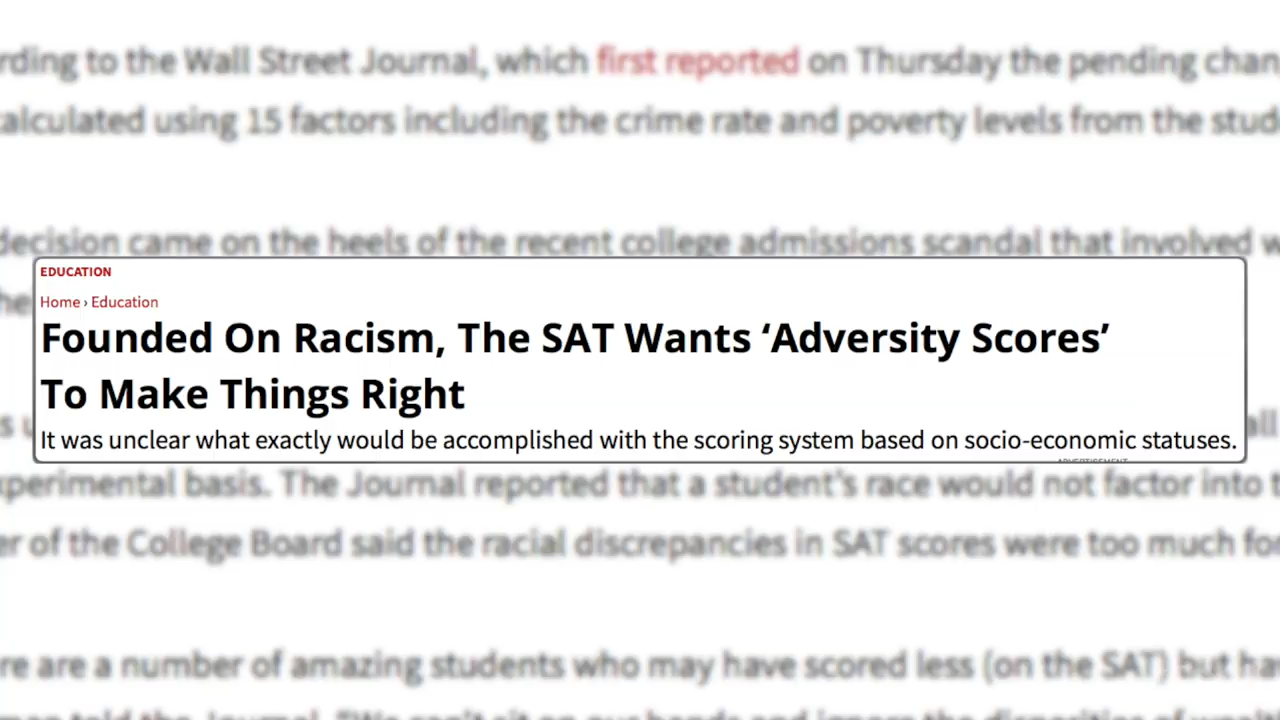 rding to the Wall Street Journal, which first reported on Thursday the pending chan
alculated using 15 factors including the crime rate and poverty levels from the stud
decision came on the heels of the recent college admissions scandal that involved w
EDUCATION
Home › Education
Founded On Racism, The SAT Wants ‘Adversity Scores’
To Make Things Right
It was unclear what exactly would be accomplished with the scoring system based on socio-economic statuses.
ADVERTISEMENT
xperimental basis. The Journal reported that a student's race would not factor into t
er of the College Board said the racial discrepancies in SAT scores were too much for
re are a number of amazing students who may have scored less (on the SAT) but ha